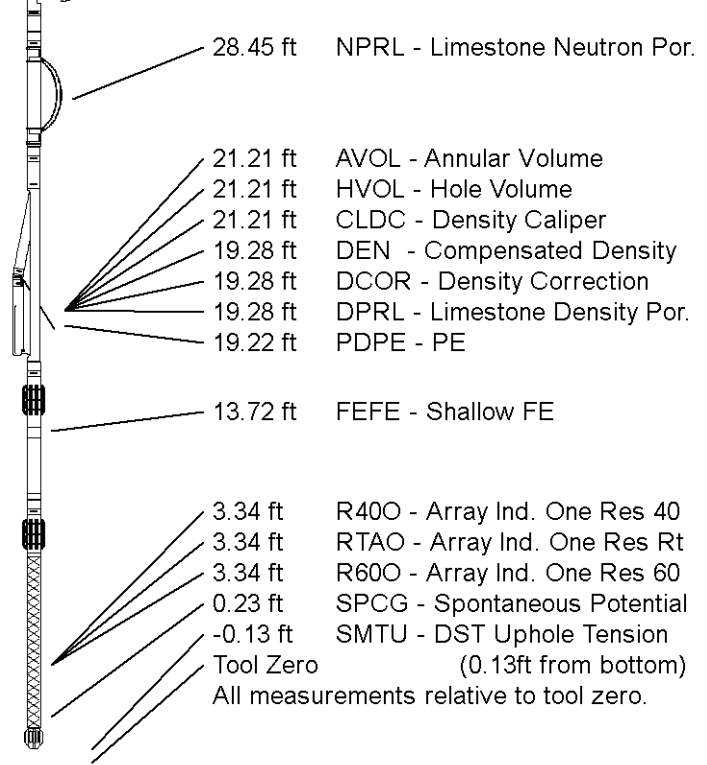 28.45 ft NPRL - Limestone Neutron Por.
21.21 ft AVOL - Annular Volume
21.21 ft HVOL - Hole Volume
21.21 ft CLDC - Density Caliper
19.28 ft DEN - Compensated Density
19.28 ft DCOR - Density Correction
19.28 ft DPRL - Limestone Density Por.
19.22 ft PDPE - PE
13.72 ft FEFE - Shallow FE
3.34 ft R40O - Array Ind. One Res 40
3.34 ft RTAO - Array Ind. One Res Rt
3.34 ft R60O - Array Ind. One Res 60
0.23 ft SPCG - Spontaneous Potential
-0.13 ft SMTU - DST Uphole Tension
Tool Zero (0.13ft from bottom)
All measurements relative to tool zero.